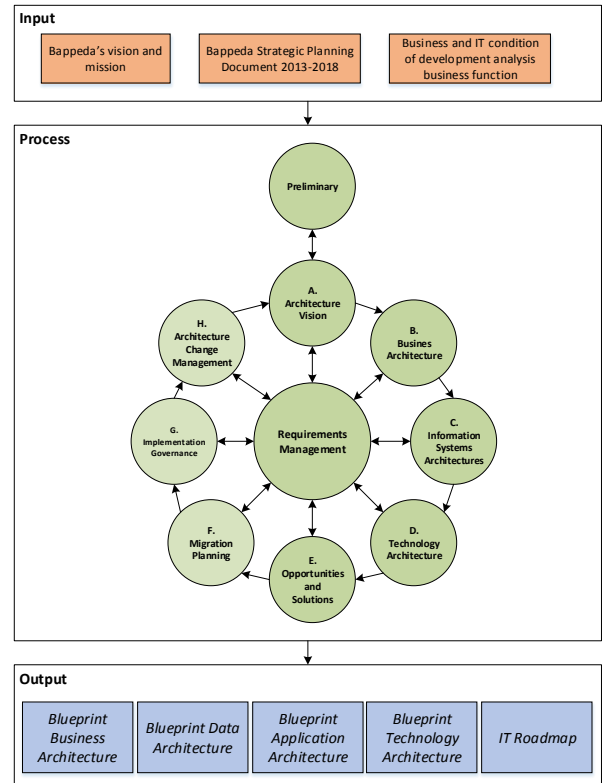 Input
Bappeda's vision and
mission
Bappeda Strategic Planning
Document 2013-2018
Business and IT condition
of development analysis
business function
Process
Preliminary
A.
Architecture
Vision
B.
Busines
Architecture
C.
Information
Systems
Architectures
D.
Technology
Architecture
E.
Opportunities
and
Solutions
F.
Migration
Planning
G.
Implementation
Governance
H.
Architecture
Change
Management
Requirements
Management
Output
Blueprint
Business
Architecture
Blueprint Data
Architecture
Blueprint
Application
Architecture
Blueprint
Technology
Architecture
IT Roadmap